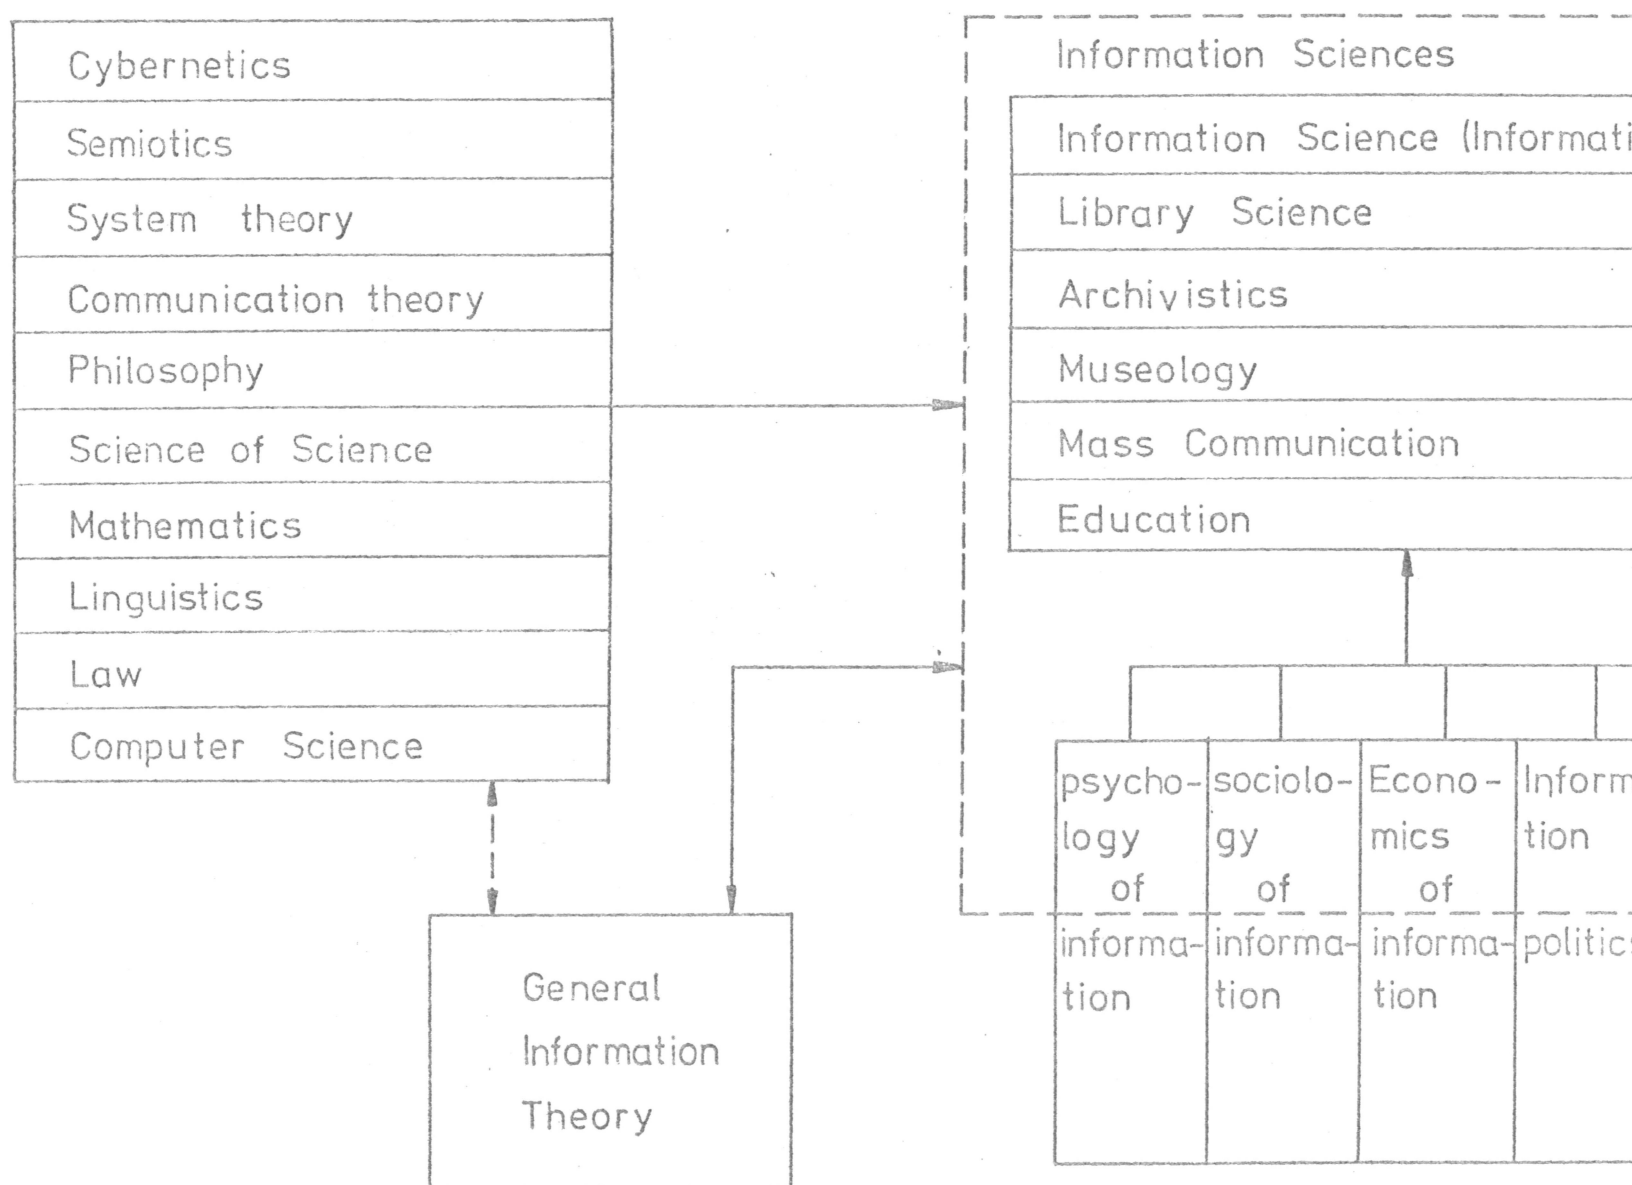 Cybernetics
Semiotics
System theory
Communication theory
Philosophy
Science of Science
Mathematics
Linguistics
Law
Computer Science
General
Information
Theory
Information Sciences
Information Science (Informati
Library Science
Archivistics
Museology
Mass Communication
Education
psycho-
logy
of
informa-
tion
sociolo-
gy
of
informa-
tion
Econo-
mics
of
informa-
tion
Inform
tion
politics